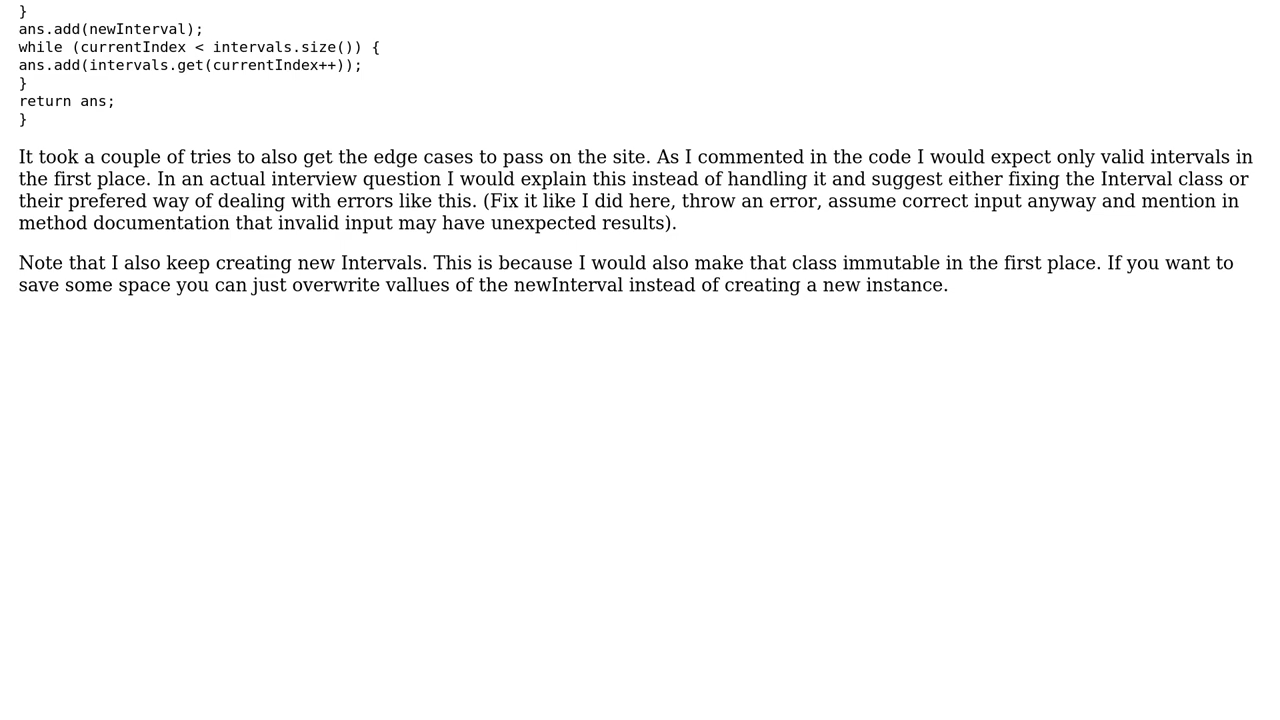 }
ans.add(newInterval);
while (currentIndex < intervals.size()) {
ans.add(intervals.get(currentIndex++));
}
return ans;
}
It took a couple of tries to also get the edge cases to pass on the site. As I commented in the code I would expect only valid intervals in
the first place. In an actual interview question I would explain this instead of handling it and suggest either fixing the Interval class or
their prefered way of dealing with errors like this. (Fix it like I did here, throw an error, assume correct input anyway and mention in
method documentation that invalid input may have unexpected results).
Note that I also keep creating new Intervals. This is because I would also make that class immutable in the first place. If you want to
save some space you can just overwrite vallues of the newInterval instead of creating a new instance.